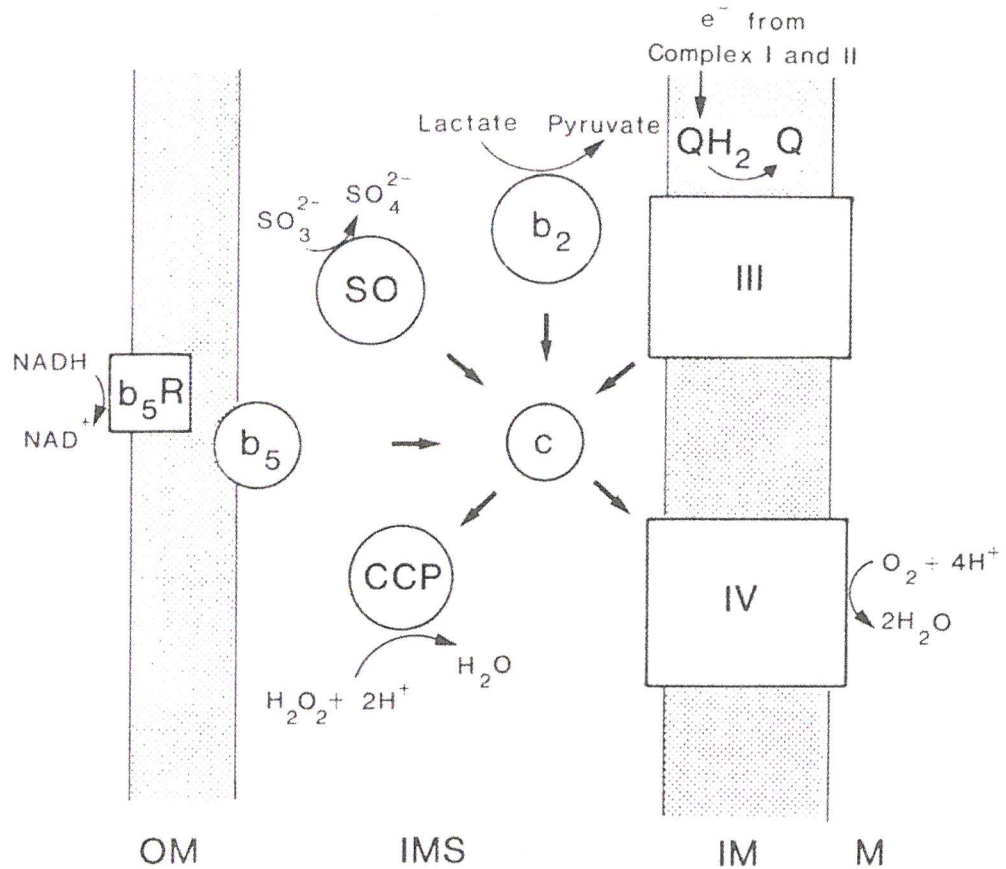 e⁻ from
Complex I and II
Lactate Pyruvate
QH₂ Q
SO₃²⁻ SO₄²⁻
b₂
SO
III
NADH
b₅R
NAD⁺
b₅
c
CCP
IV
O₂ + 4H⁺
2H₂O
H₂O
H₂O₂+ 2H⁺
OM IMS IM M